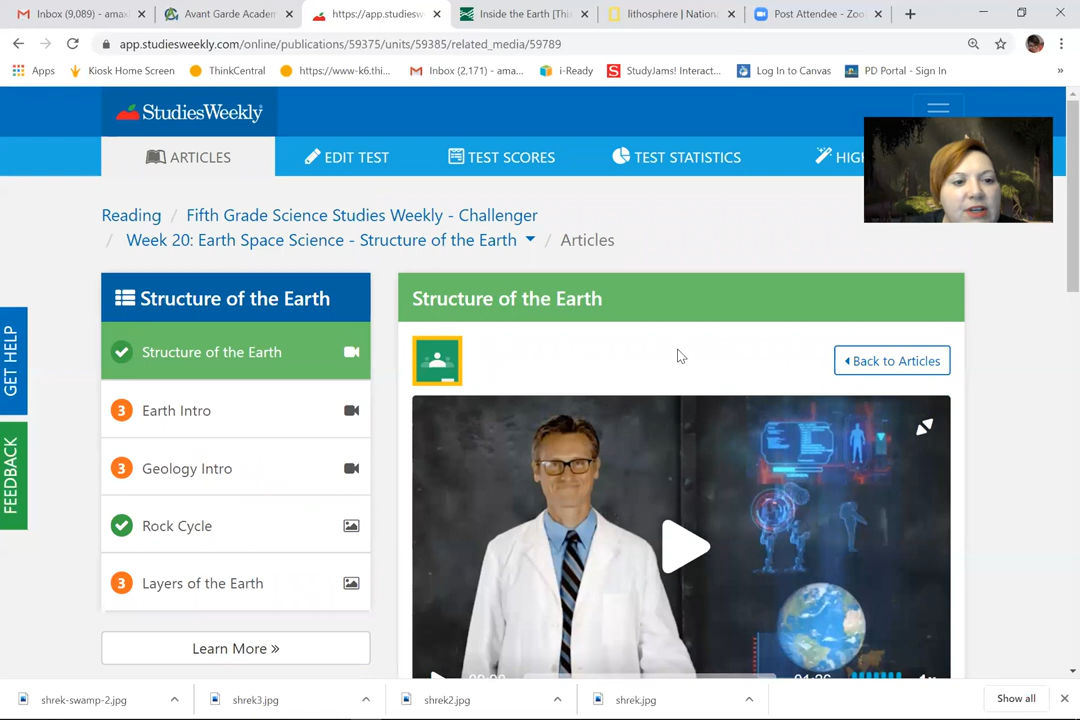 Inbox (9,089) - amax
Avant Garde Academ
https://app.studiesw
Inside the Earth [Thi
lithosphere | Nation
Post Attendee - Zoo
app.studiesweekly.com/online/publications/59375/units/59385/related_media/59789
Apps
Kiosk Home Screen
ThinkCentral
https://www-k6.thi...
Inbox (2,171) - ama...
i-Ready
StudyJams! Interact...
Log In to Canvas
PD Portal - Sign In
»
StudiesWeekly
ARTICLES
EDIT TEST
TEST SCORES
TEST STATISTICS
HIGH
Reading / Fifth Grade Science Studies Weekly - Challenger
/ Week 20: Earth Space Science - Structure of the Earth / Articles
GET HELP
FEEDBACK
Structure of the Earth
Structure of the Earth
3 Earth Intro
3 Geology Intro
Rock Cycle
3 Layers of the Earth
Learn More »
Structure of the Earth
Back to Articles
00:00
01:26
shrek-swamp-2.jpg
shrek3.jpg
shrek2.jpg
shrek.jpg
Show all